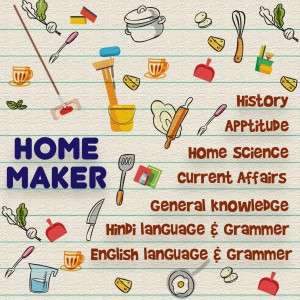 HOME
MAKER
History
Apptitude
Home Science
Current Affairs
General knowledge
Hindi language & Grammer
English language & Grammer